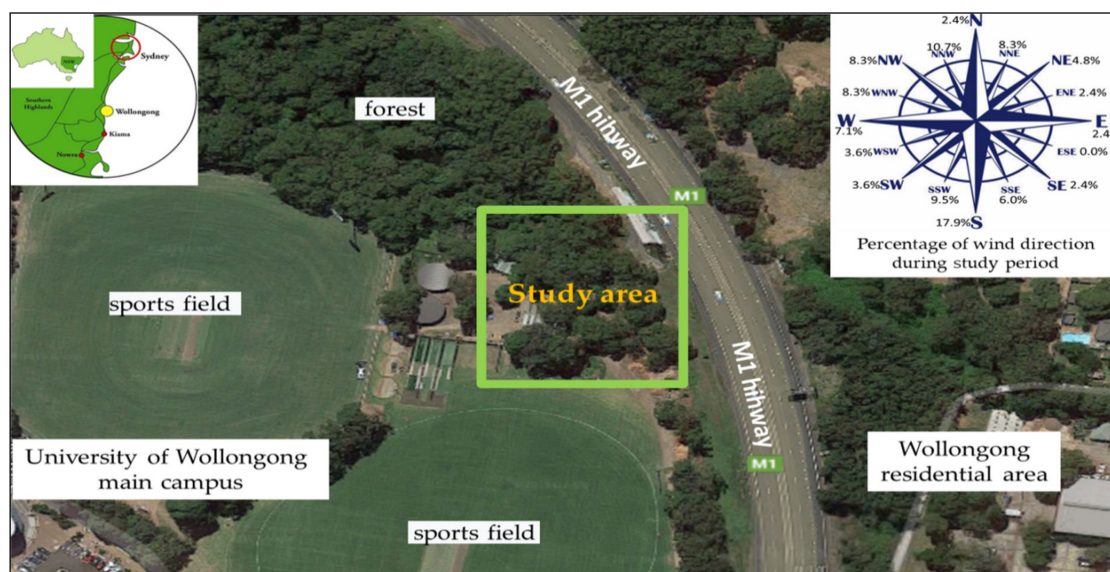 Sydney
NSW
Southern
Highlands
Wollongong
Kiama
Nowra
forest
M1 hihway
M1
Study area
sports field
M1 hihway
M1
University of Wollongong
main campus
sports field
Wollongong
residential area
2.4% N
10.7% NNW
8.3% NNE
8.3% NW
NE 4.8%
8.3% WNW
ENE 2.4%
W
7.1%
E
2.4
3.6% WSW
ESE 0.0%
3.6% SW
SE 2.4%
SSW
9.5%
SSE
6.0%
17.9% S
Percentage of wind direction
during study period